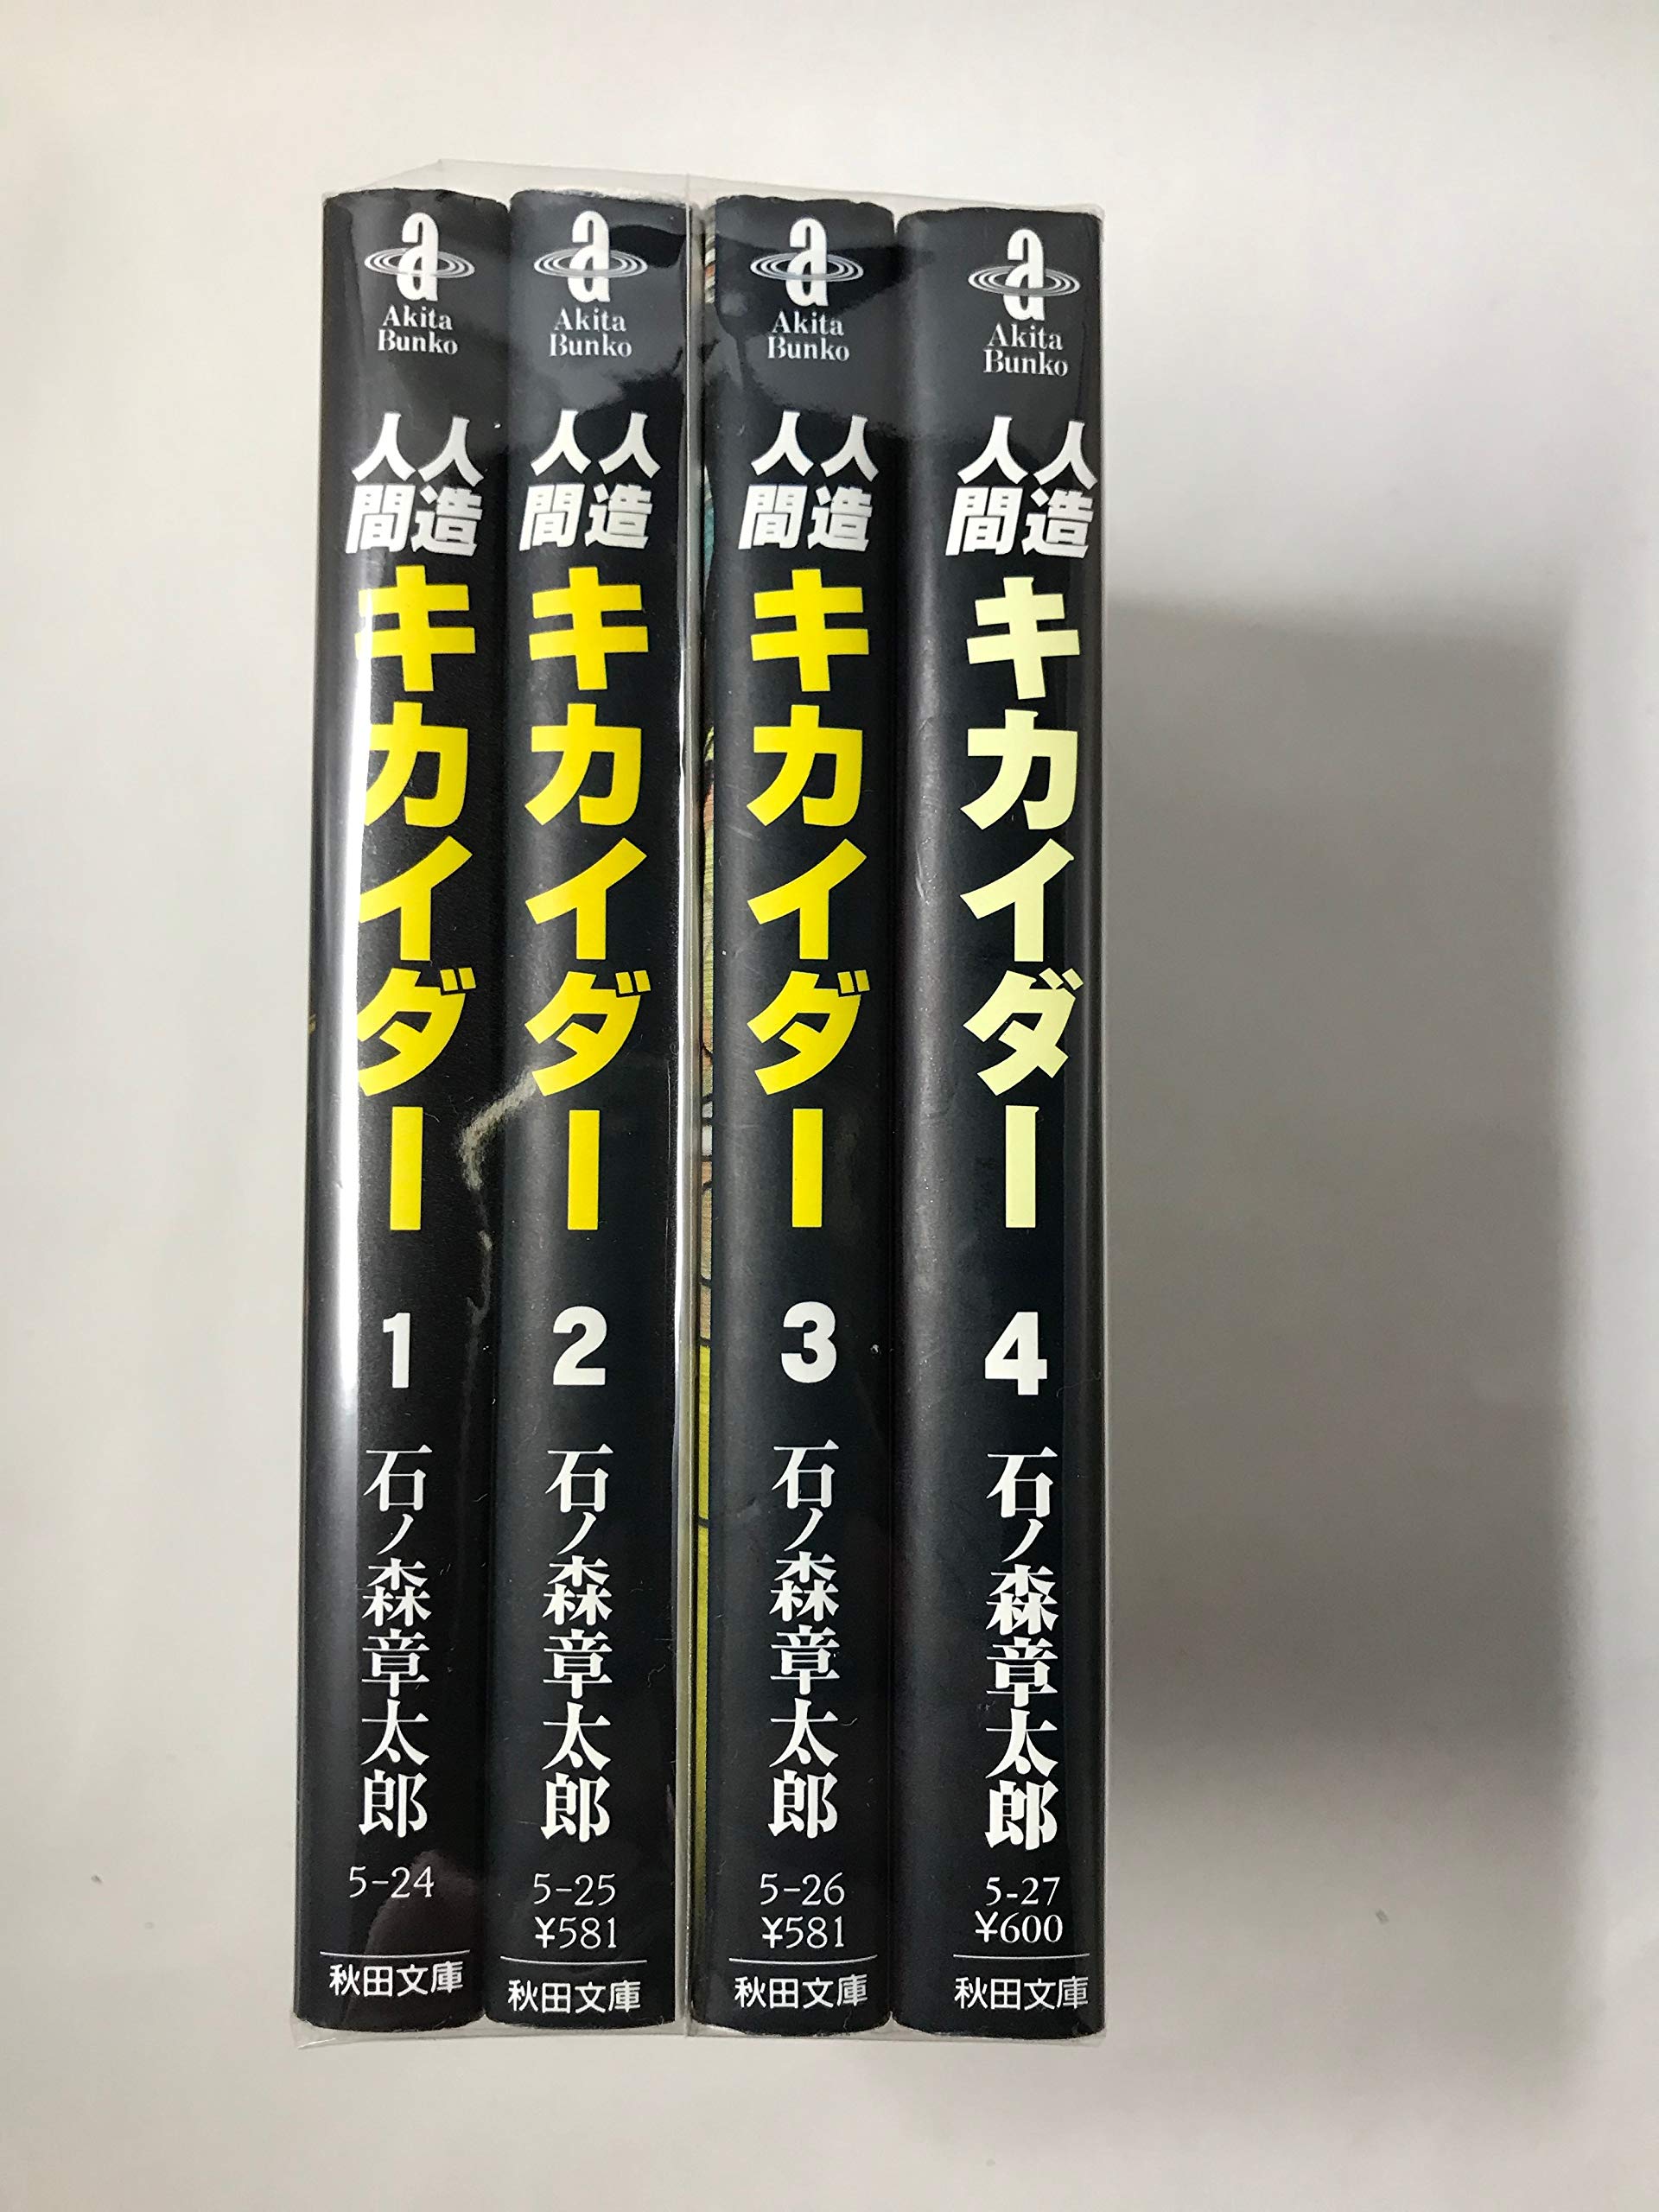 a
Akita
Bunko
人造
人間
キカイダー
1
石ノ森章太郎
5-24
秋田文庫
a
Akita
Bunko
人造
人間
キカイダー
2
石ノ森章太郎
5-25
¥581
秋田文庫
a
Akita
Bunko
人造
人間
キカイダー
3
石ノ森章太郎
5-26
¥581
秋田文庫
a
Akita
Bunko
人造
人間
キカイダー
4
石ノ森章太郎
5-27
¥600
秋田文庫